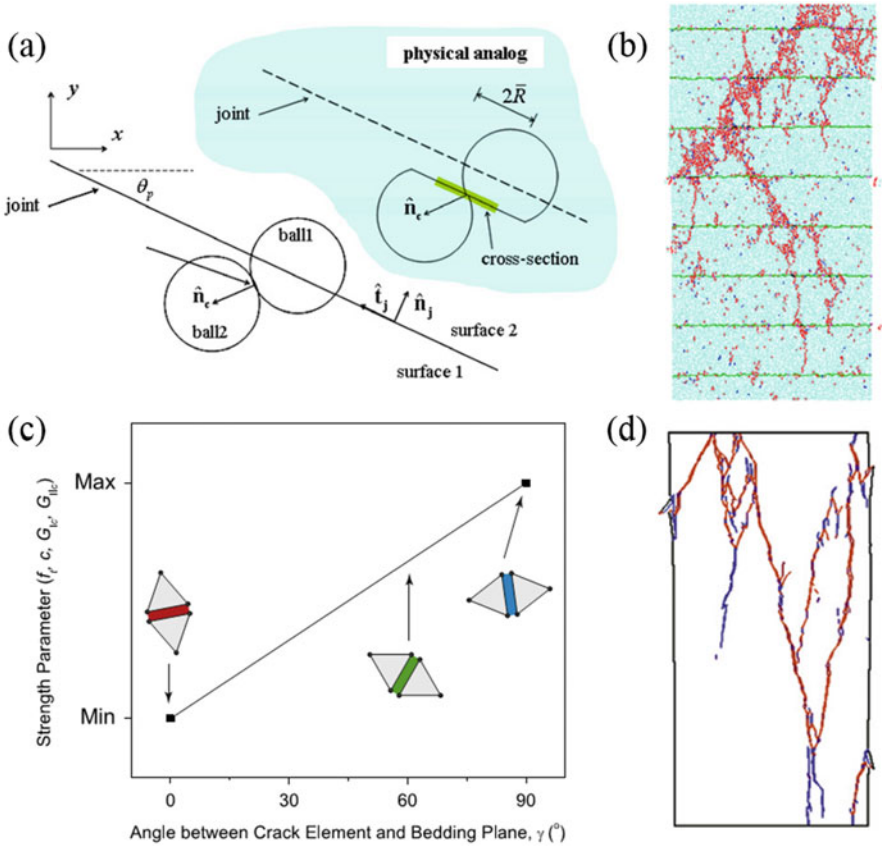 (a)
physical analog
y
x
joint
2R̄
θp
joint
n̂c
cross-section
ball1
n̂c
ball2
t̂j
n̂j
surface 2
surface 1
(b)
(c)
Strength Parameter (ft, c, GIc, GIIc)
Max
Min
0
30
60
90
Angle between Crack Element and Bedding Plane, γ (°)
(d)